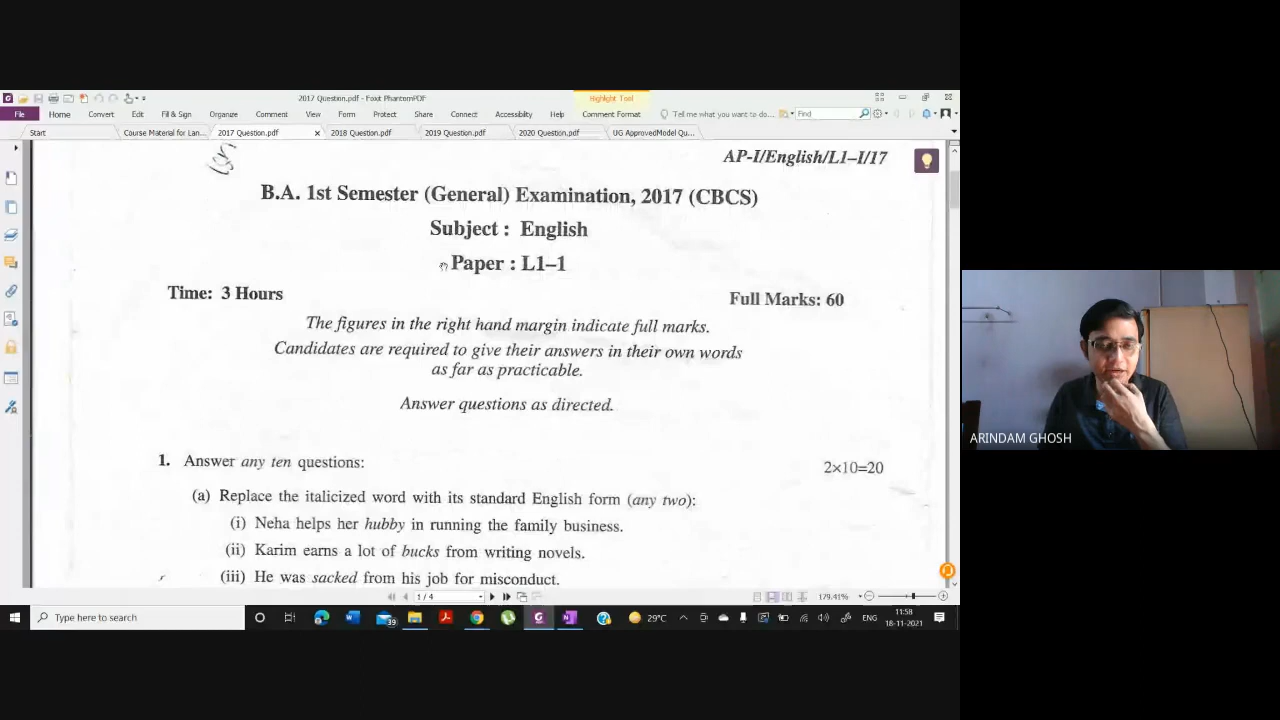 2017 Question.pdf - Foxit PhantomPDF
Highlight Tool
File Home Convert Edit Organize Comment View Form Protect Share Connect Accessibility Help Comment Format Tell me what you want to do... Find
Fill & Sign
Start Course Material for Lan... 2017 Question.pdf 2018 Question.pdf 2019 Question.pdf 2020 Question.pdf UG ApprovedModel Qu...
AP-I/English/L1–I/17
B.A. 1st Semester (General) Examination, 2017 (CBCS)
Subject : English
Paper : L1–1
Time: 3 Hours
Full Marks: 60
The figures in the right hand margin indicate full marks.
Candidates are required to give their answers in their own words
as far as practicable.
Answer questions as directed.
1. Answer any ten questions: 2×10=20
(a) Replace the italicized word with its standard English form (any two):
(i) Neha helps her hubby in running the family business.
(ii) Karim earns a lot of bucks from writing novels.
(iii) He was sacked from his job for misconduct.
1 / 4
179.41%
Type here to search
39
29°C
ENG
11:58
18-11-2021
ARINDAM GHOSH